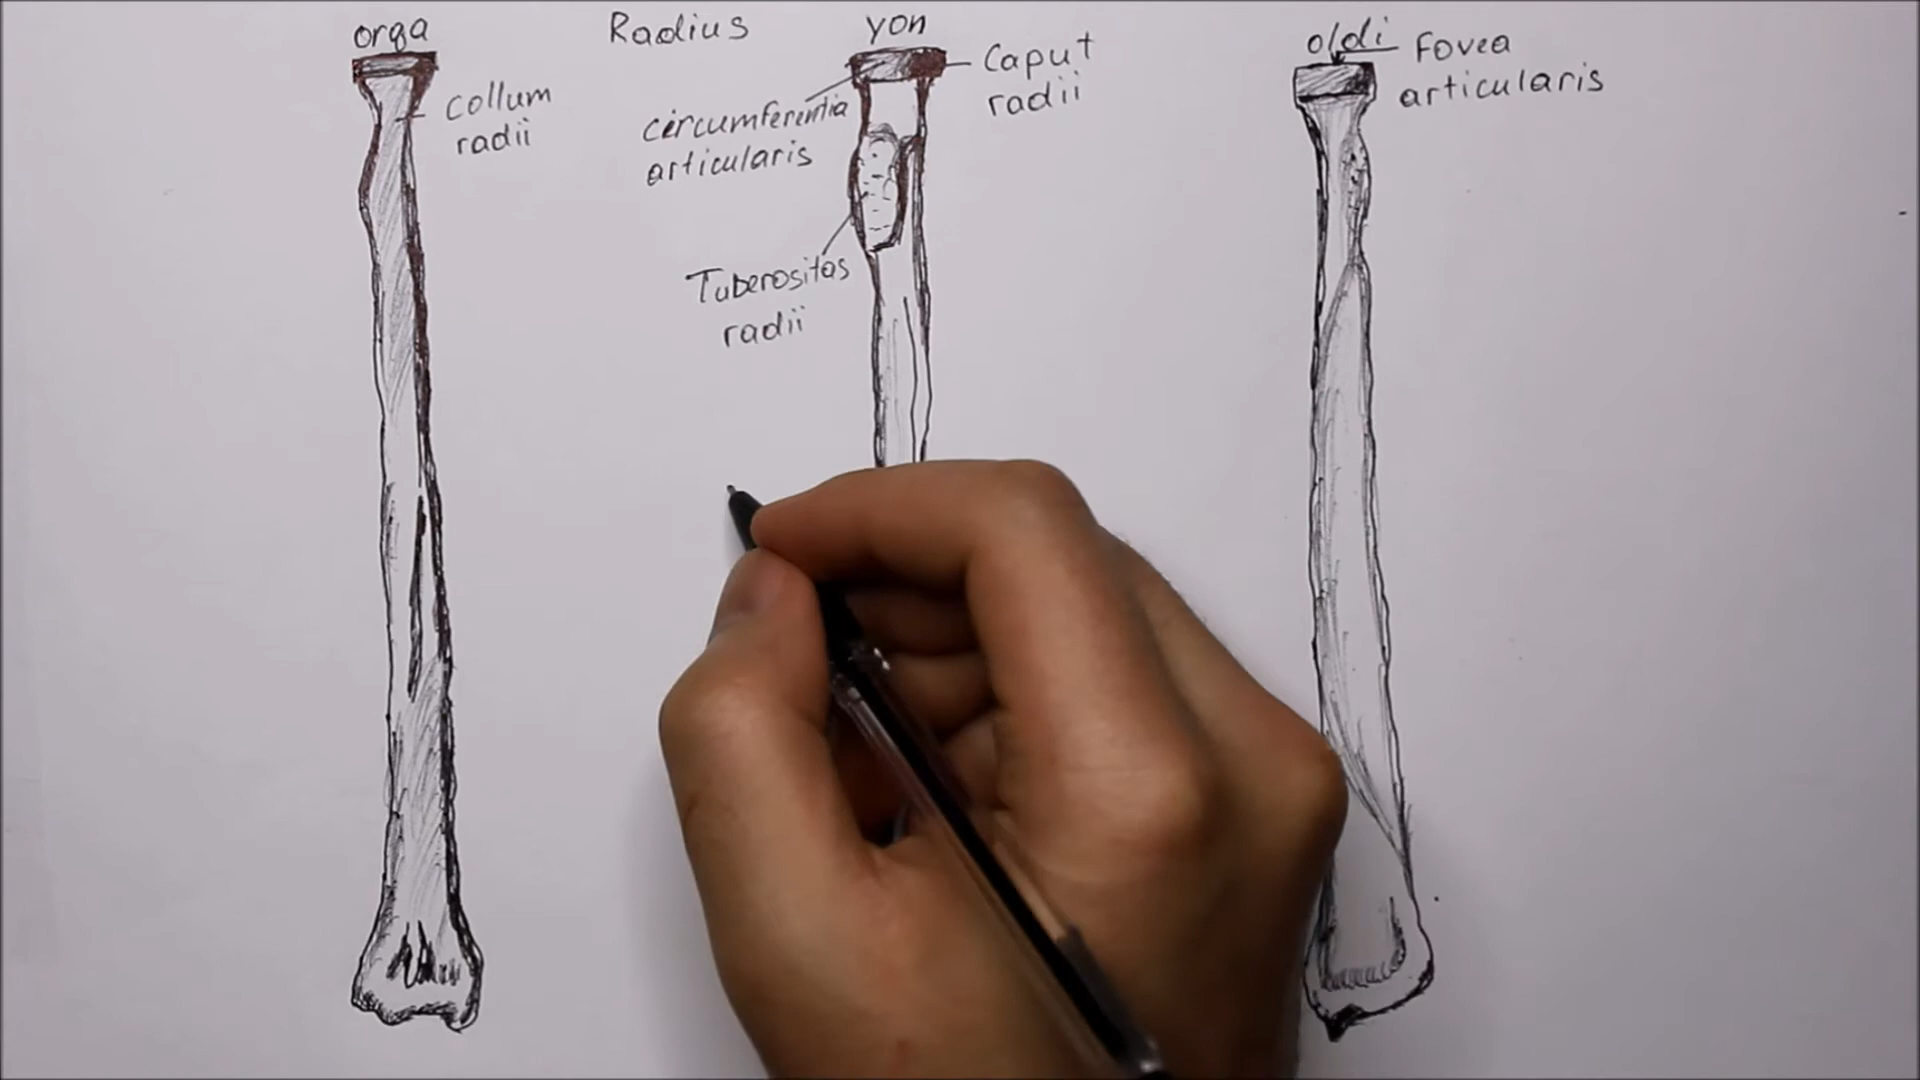 orqa
Radius
yon
oldi
collum
radii
circumferentia
articularis
Caput
radii
Tuberositas
radii
Fovea
articularis